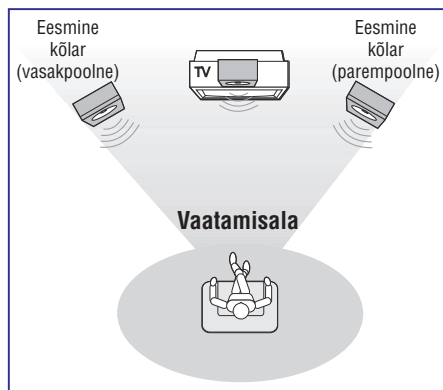 Eesmine
kõlar
(vasakpoolne)
TV
Eesmine
kõlar
(parempoolne)
Vaatamisala